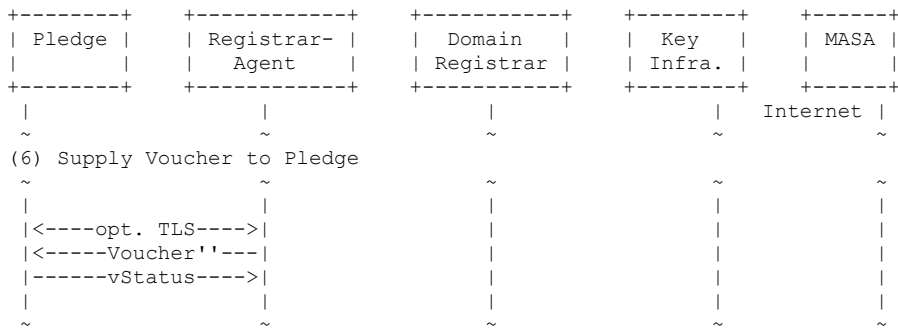 Pledge Registrar- Domain Key MASA
Agent Registrar Infra.
Internet
(6) Supply Voucher to Pledge
<----opt. TLS---->
<-----Voucher''---
------vStatus---->